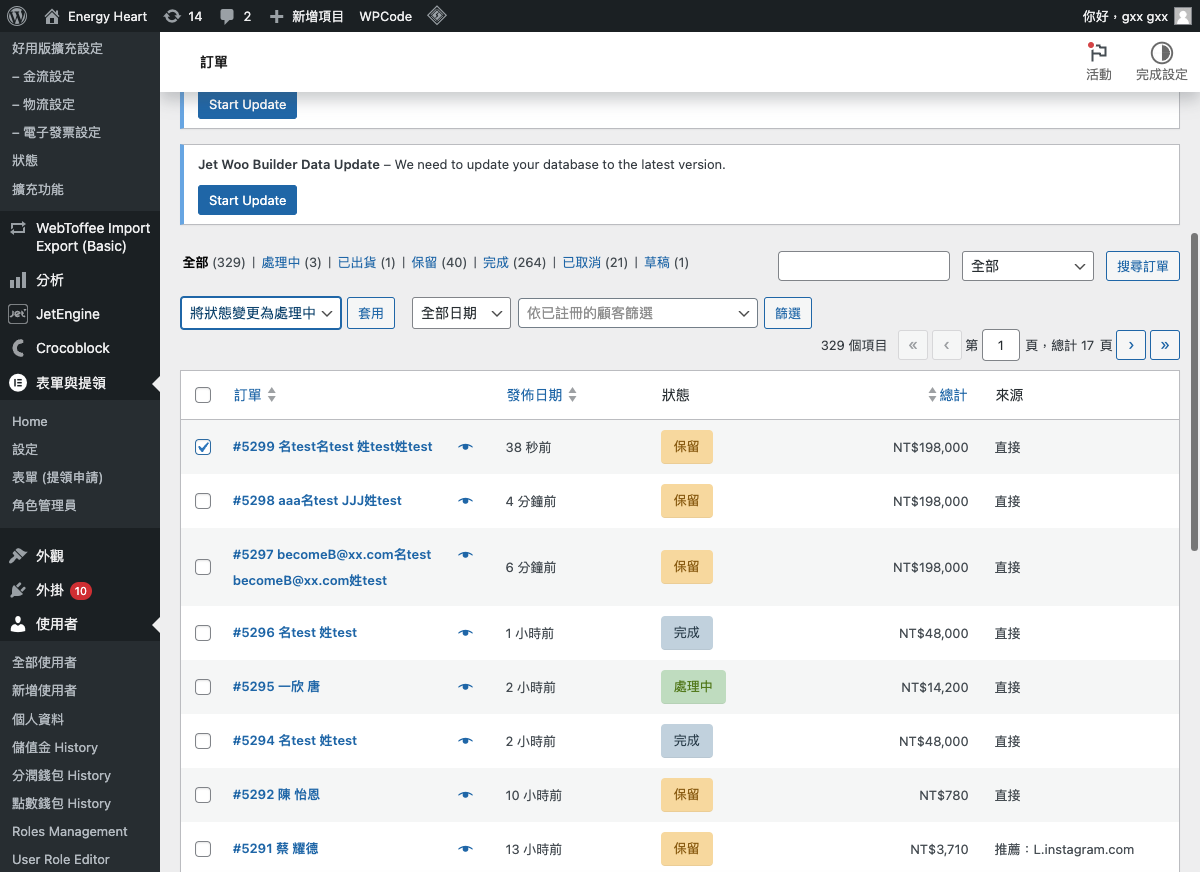 Energy Heart 14 2 新增項目 WPCode 你好，gxx gxx
好用版擴充設定
– 金流設定
– 物流設定
– 電子發票設定
狀態
擴充功能
WebToffee Import
Export (Basic)
分析
JetEngine
Crocoblock
表單與提領
Home
設定
表單 (提領申請)
角色管理員
外觀
外掛 10
使用者
全部使用者
新增使用者
個人資料
儲值金 History
分潤錢包 History
點數錢包 History
Roles Management
User Role Editor
訂單
活動 完成設定
Start Update
Jet Woo Builder Data Update – We need to update your database to the latest version.
Start Update
全部 (329) | 處理中 (3) | 已出貨 (1) | 保留 (40) | 完成 (264) | 已取消 (21) | 草稿 (1)
全部 搜尋訂單
將狀態變更為處理中 套用 全部日期 依已註冊的顧客篩選 篩選
329 個項目 « ‹ 第 1 頁，總計 17 頁 › »
訂單 發佈日期 狀態 總計 來源
#5299 名test名test 姓test姓test 38 秒前 保留 NT$198,000 直接
#5298 aaa名test JJJ姓test 4 分鐘前 保留 NT$198,000 直接
#5297 becomeB@xx.com名test
becomeB@xx.com姓test 6 分鐘前 保留 NT$198,000 直接
#5296 名test 姓test 1 小時前 完成 NT$48,000 直接
#5295 一欣 唐 2 小時前 處理中 NT$14,200 直接
#5294 名test 姓test 2 小時前 完成 NT$48,000 直接
#5292 陳 怡恩 10 小時前 保留 NT$780 直接
#5291 蔡 耀德 13 小時前 保留 NT$3,710 推薦：L.instagram.com